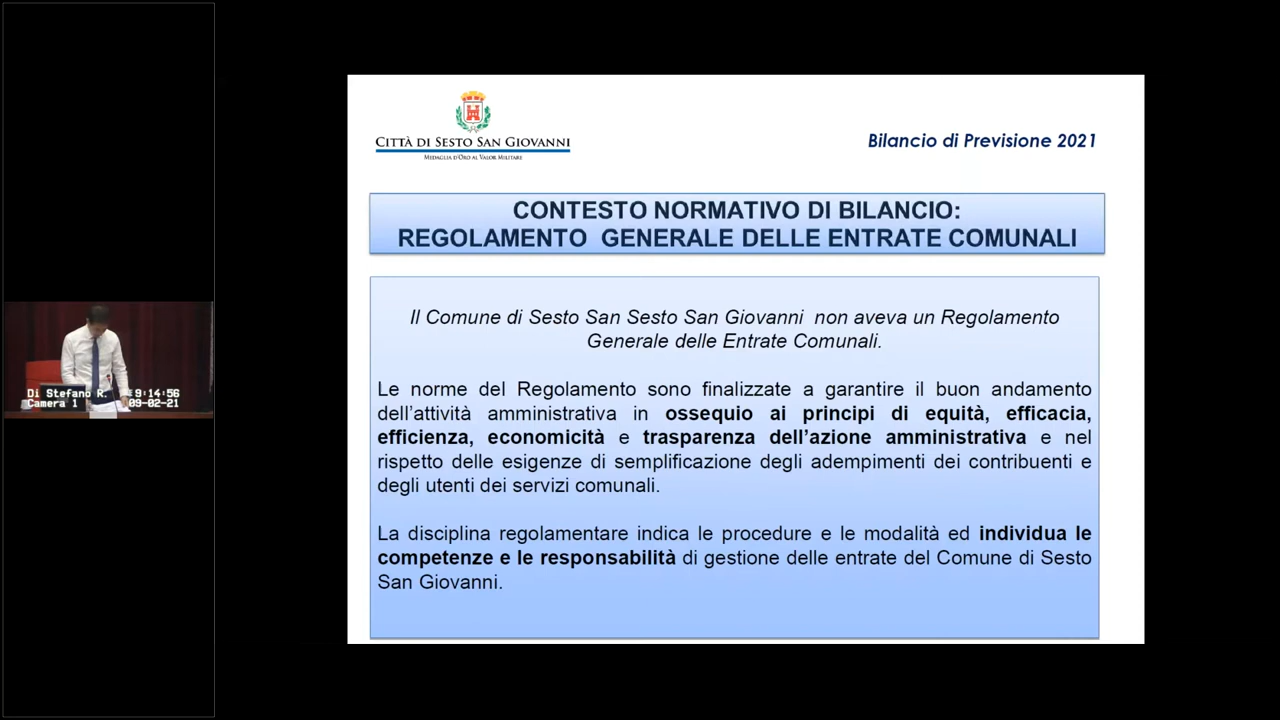 CITTÀ DI SESTO SAN GIOVANNI
MEDAGLIA D'ORO AL VALOR MILITARE
Bilancio di Previsione 2021
CONTESTO NORMATIVO DI BILANCIO:
REGOLAMENTO GENERALE DELLE ENTRATE COMUNALI
Il Comune di Sesto San Sesto San Giovanni non aveva un Regolamento
Generale delle Entrate Comunali.
Le norme del Regolamento sono finalizzate a garantire il buon andamento
dell'attività amministrativa in ossequio ai principi di equità, efficacia,
efficienza, economicità e trasparenza dell'azione amministrativa e nel
rispetto delle esigenze di semplificazione degli adempimenti dei contribuenti e
degli utenti dei servizi comunali.
La disciplina regolamentare indica le procedure e le modalità ed individua le
competenze e le responsabilità di gestione delle entrate del Comune di Sesto
San Giovanni.
Di Stefano R. 9:14:56
Camera 1 09-02-21